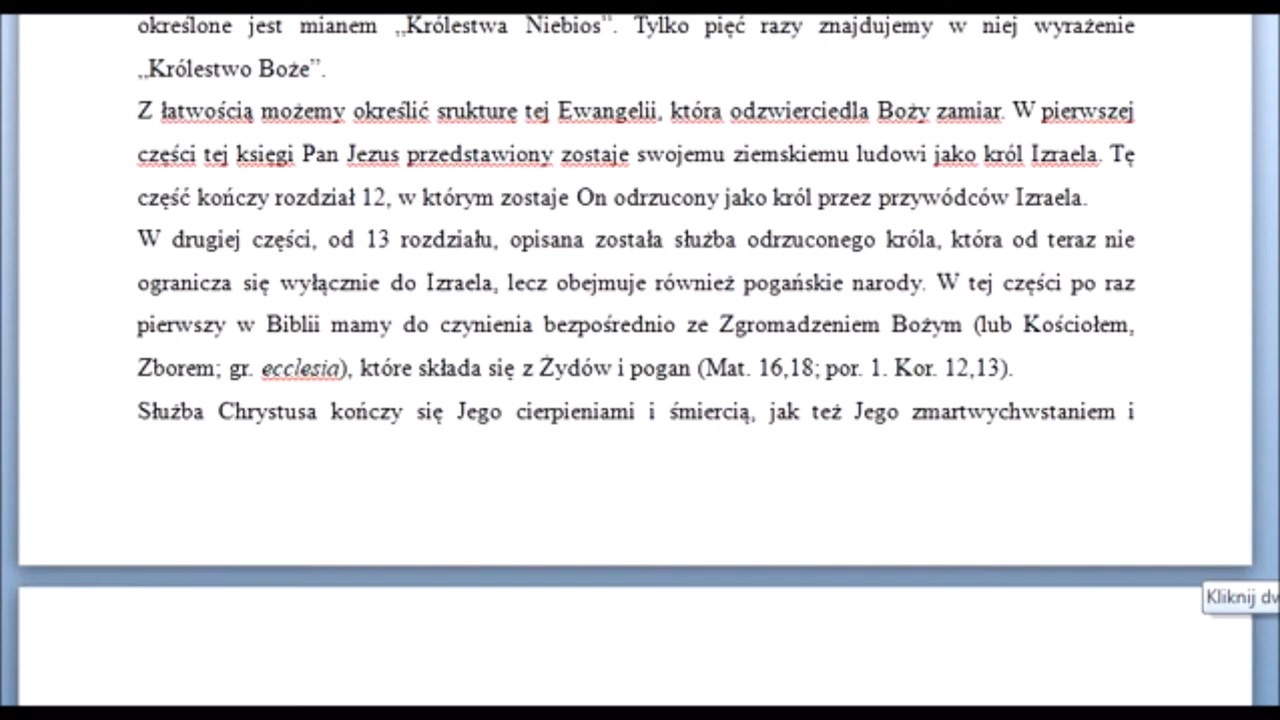 określone jest mianem „Królestwa Niebios”. Tylko pięć razy znajdujemy w niej wyrażenie
„Królestwo Boże”.
Z łatwością możemy określić srukturę tej Ewangelii, która odzwierciedla Boży zamiar. W pierwszej
części tej księgi Pan Jezus przedstawiony zostaje swojemu ziemskiemu ludowi jako król Izraela. Tę
część kończy rozdział 12, w którym zostaje On odrzucony jako król przez przywódców Izraela.
W drugiej części, od 13 rozdziału, opisana została służba odrzuconego króla, która od teraz nie
ogranicza się wyłącznie do Izraela, lecz obejmuje również pogańskie narody. W tej części po raz
pierwszy w Biblii mamy do czynienia bezpośrednio ze Zgromadzeniem Bożym (lub Kościołem,
Zborem; gr. ecclesia), które składa się z Żydów i pogan (Mat. 16,18; por. 1. Kor. 12,13).
Służba Chrystusa kończy się Jego cierpieniami i śmiercią, jak też Jego zmartwychwstaniem i
Kliknij dw